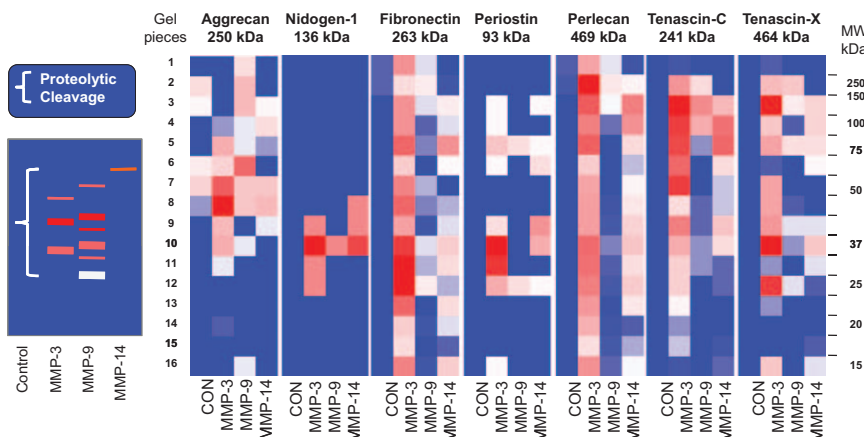 Gel pieces
Aggrecan 250 kDa
Nidogen-1 136 kDa
Fibronectin 263 kDa
Periostin 93 kDa
Perlecan 469 kDa
Tenascin-C 241 kDa
Tenascin-X 464 kDa
MW
kDa
Proteolytic
Cleavage
1
2
3
4
5
6
7
8
9
10
11
12
13
14
15
16
250
150
100
75
50
37
25
20
15
Control
MMP-3
MMP-9
MMP-14
CON
MMP-3
MMP-9
MMP-14
CON
MMP-3
MMP-9
MMP-14
CON
MMP-3
MMP-9
MMP-14
CON
MMP-3
MMP-9
MMP-14
CON
MMP-3
MMP-9
MMP-14
CON
MMP-3
MMP-9
MMP-14
CON
MMP-3
MMP-9
MMP-14